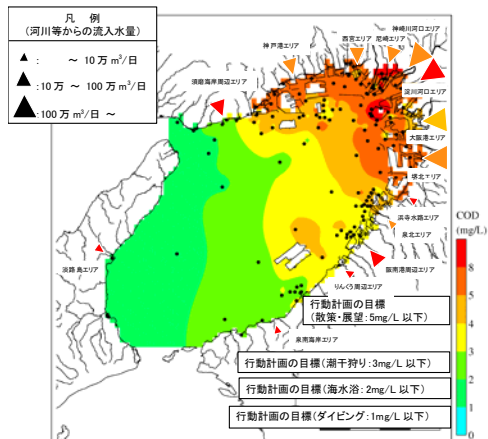 凡　例
(河川等からの流入水量)
: ～ 10 万 m³/日
:10 万 ～ 100 万 m³/日
:100 万 m³/日 ～
神崎川河口エリア
尼崎エリア
西宮エリア
神戸港エリア
須磨海岸周辺エリア
淀川河口エリア
大阪港エリア
堺北エリア
浜寺水路エリア
泉北エリア
阪南港周辺エリア
りんくう周辺エリア
泉南海岸エリア
淡路島エリア
COD
(mg/L)
8
7
6
5
4
3
2
1
0
行動計画の目標
(散策・展望:5mg/L 以下)
行動計画の目標(潮干狩り:3mg/L 以下)
行動計画の目標(海水浴:2mg/L 以下)
行動計画の目標(ダイビング:1mg/L 以下)